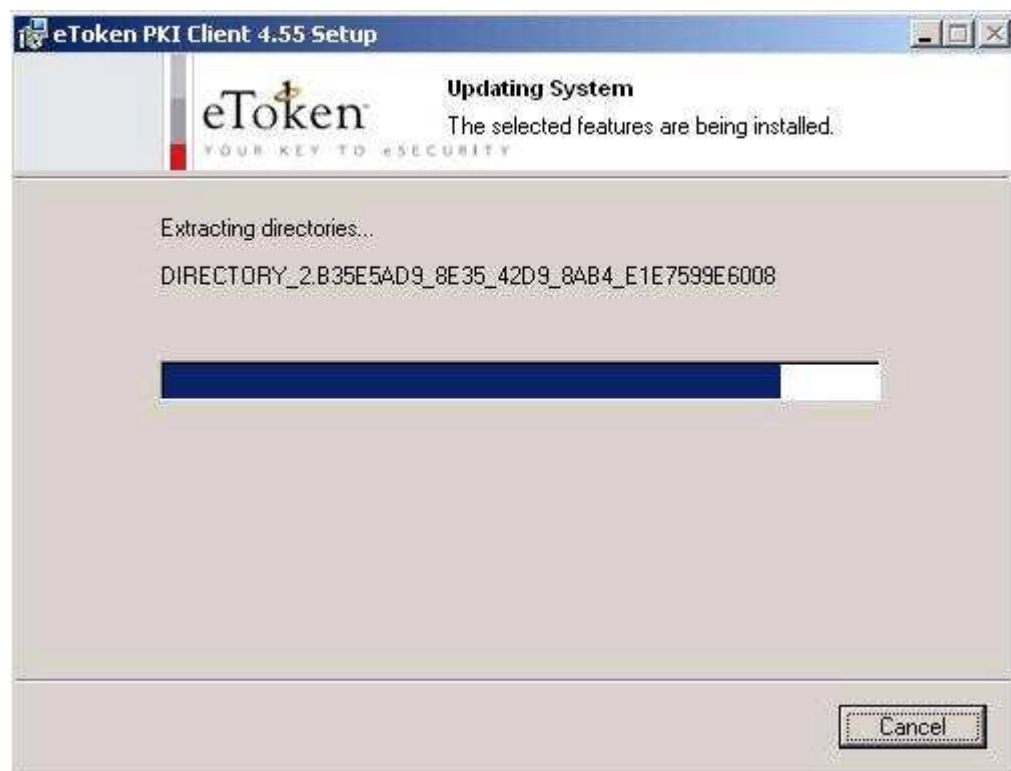 eToken PKI Client 4.55 Setup
eToken
YOUR KEY TO eSECURITY
Updating System
The selected features are being installed.
Extracting directories...
DIRECTORY_2.B35E5AD9_8E35_42D9_8AB4_E1E7599E6008
Cancel